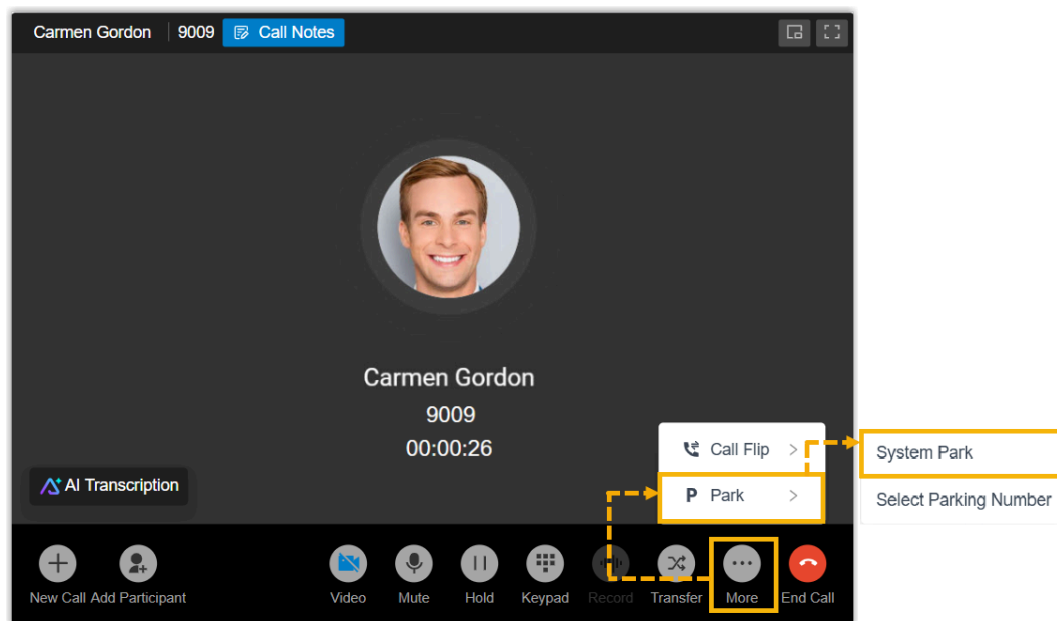 Carmen Gordon 9009 Call Notes
Carmen Gordon
9009
00:00:26
Call Flip
P Park
System Park
Select Parking Number
AI Transcription
New Call Add Participant Video Mute Hold Keypad Record Transfer More End Call